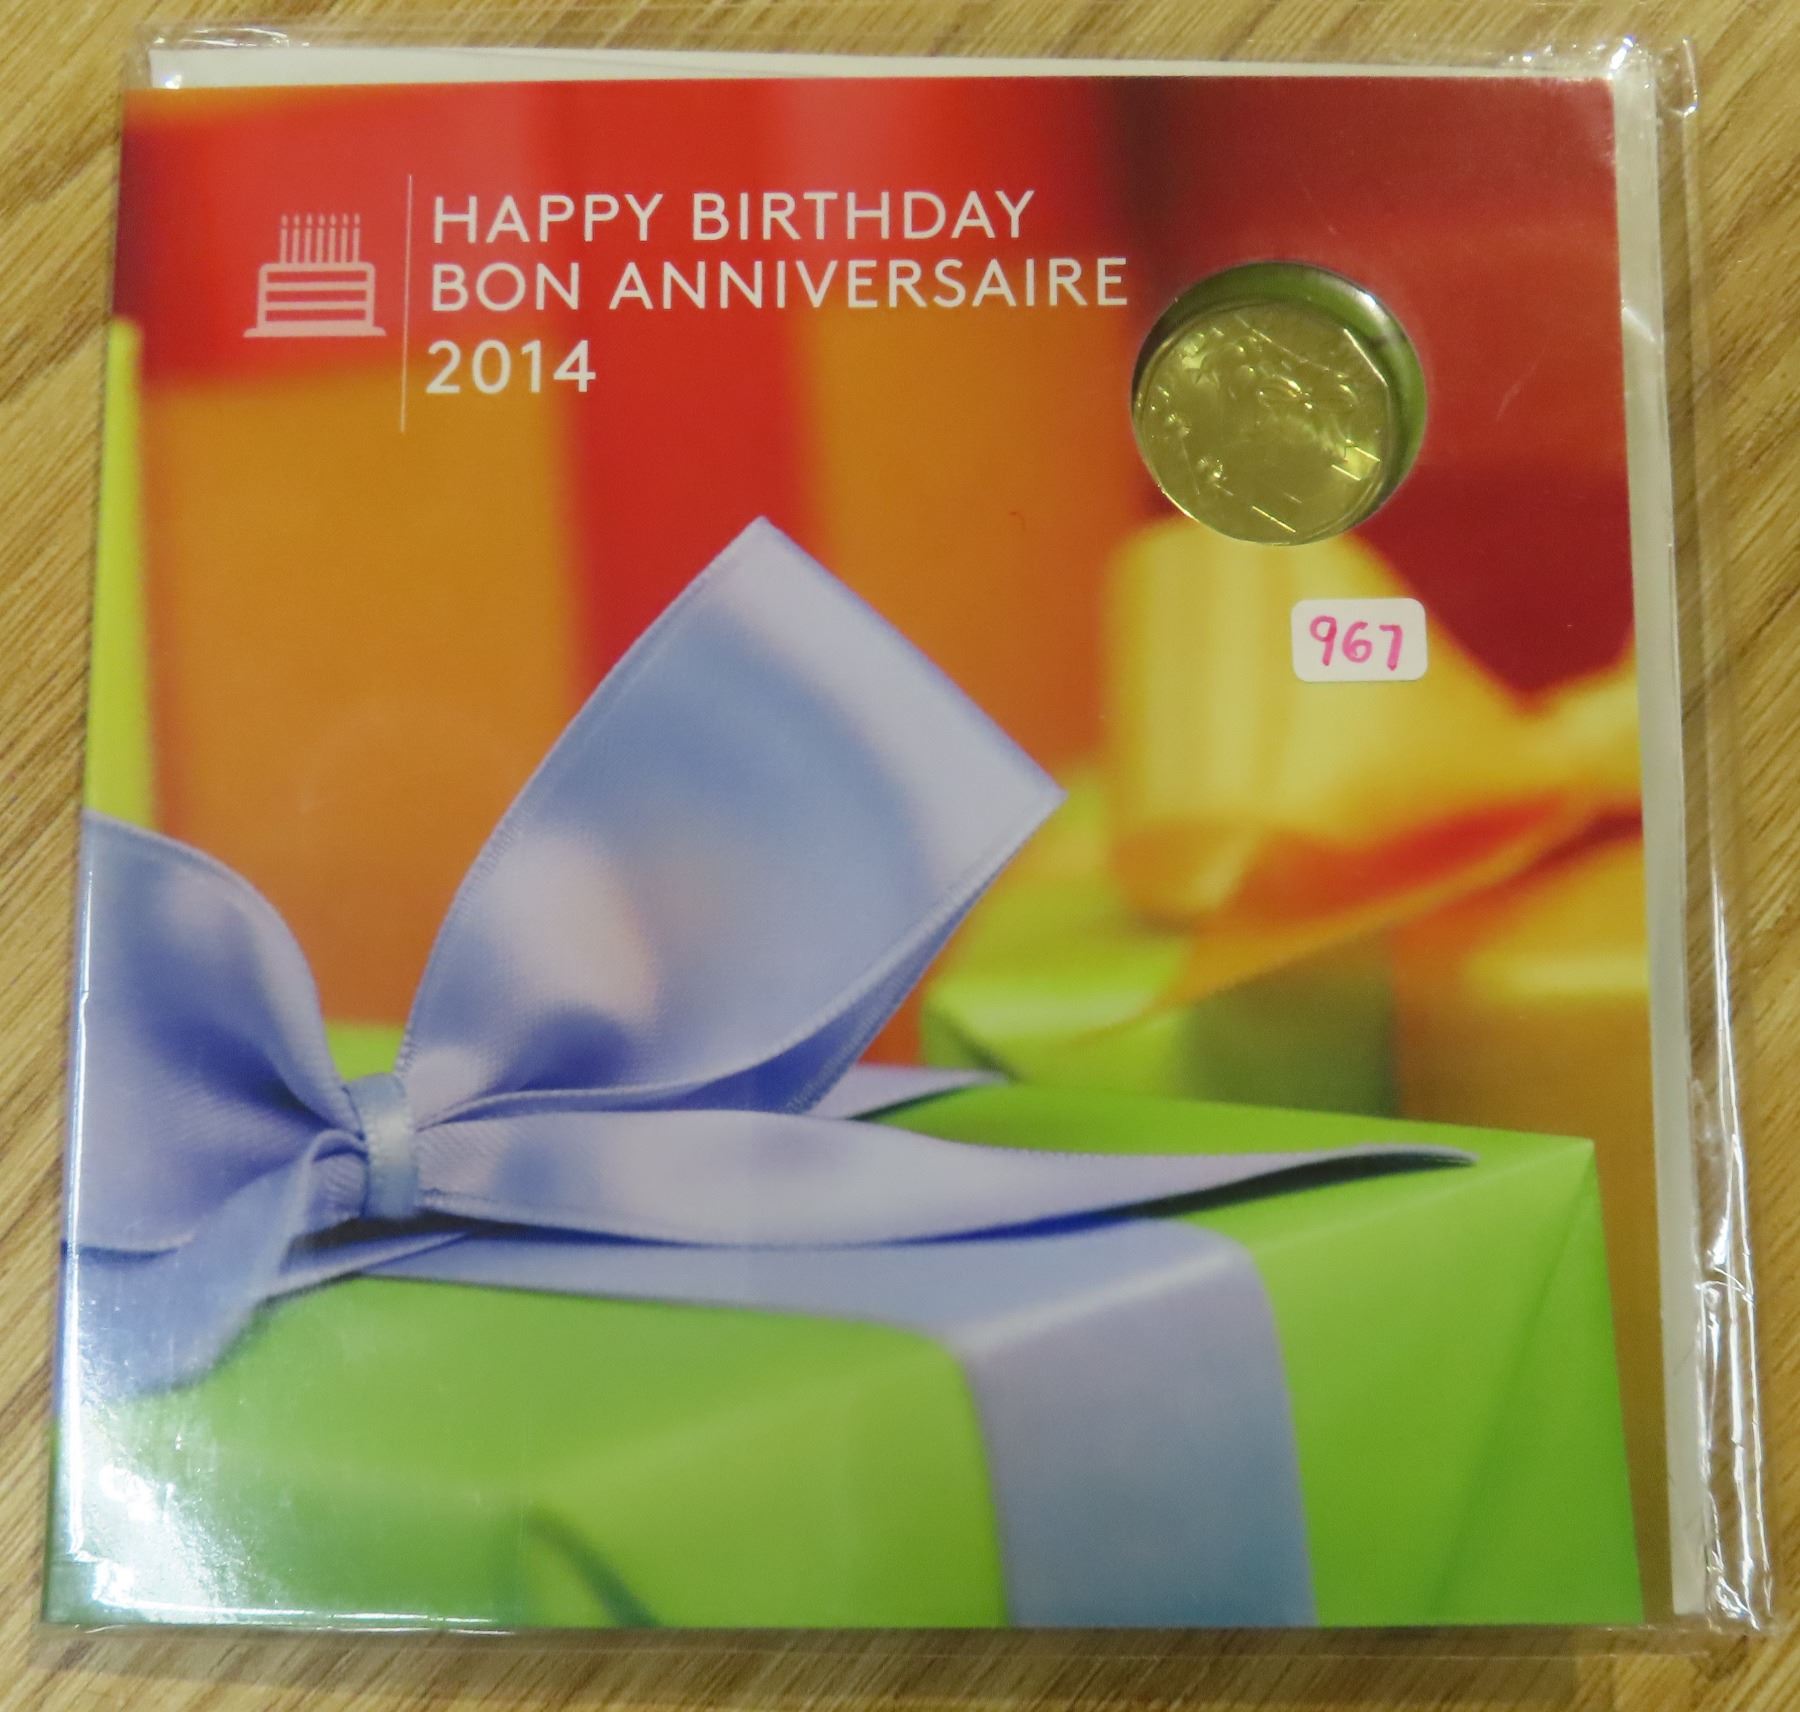 HAPPY BIRTHDAY
BON ANNIVERSAIRE
2014
967